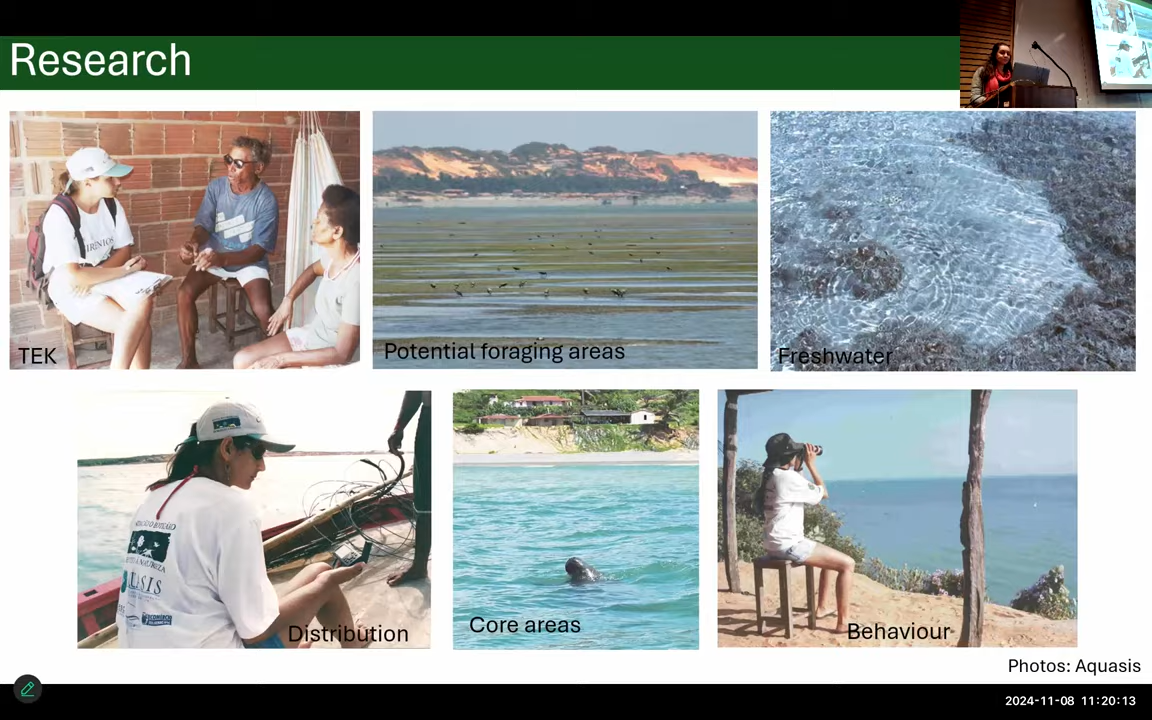 Research
TEK
Potential foraging areas
Freshwater
Distribution
Core areas
Behaviour
Photos: Aquasis
2024-11-08 11:20:13